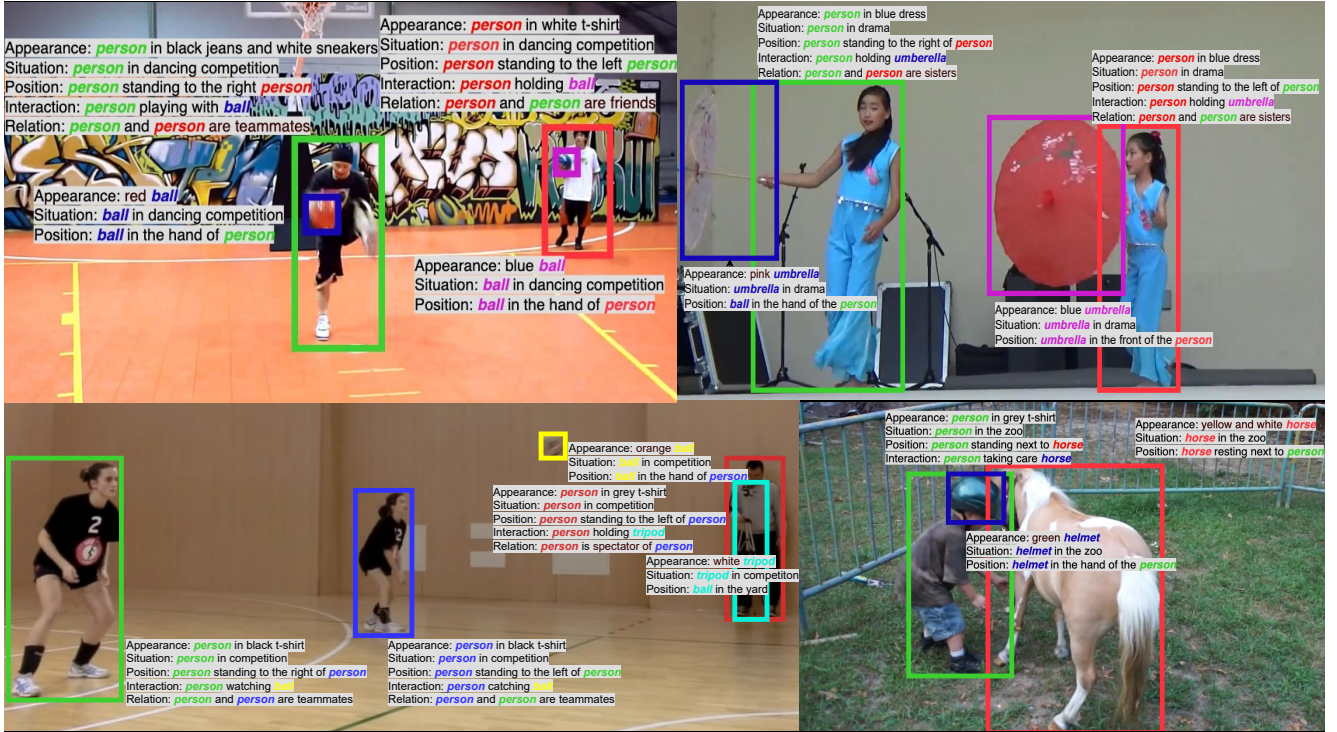 Appearance: person in black jeans and white sneakers
Situation: person in dancing competition
Position: person standing to the right person
Interaction: person playing with ball
Relation: person and person are teammates
Appearance: person in white t-shirt
Situation: person in dancing competition
Position: person standing to the left person
Interaction: person holding ball
Relation: person and person are friends
Appearance: red ball
Situation: ball in dancing competition
Position: ball in the hand of person
Appearance: blue ball
Situation: ball in dancing competition
Position: ball in the hand of person
Appearance: person in blue dress
Situation: person in drama
Position: person standing to the right of person
Interaction: person holding umberella
Relation: person and person are sisters
Appearance: person in blue dress
Situation: person in drama
Position: person standing to the left of person
Interaction: person holding umbrella
Relation: person and person are sisters
Appearance: pink umbrella
Situation: umbrella in drama
Position: ball in the hand of the person
Appearance: blue umbrella
Situation: umbrella in drama
Position: umbrella in the front of the person
Appearance: orange ball
Situation: ball in competition
Position: ball in the hand of person
Appearance: person in grey t-shirt
Situation: person in competition
Position: person standing to the left of person
Interaction: person holding tripod
Relation: person is spectator of person
Appearance: white tripod
Situation: tripod in competiton
Position: ball in the yard
2
2
Appearance: person in black t-shirt
Situation: person in competition
Position: person standing to the right of person
Interaction: person watching ball
Relation: person and person are teammates
Appearance: person in black t-shirt
Situation: person in competition
Position: person standing to the left of person
Interaction: person catching ball
Relation: person and person are teammates
Appearance: person in grey t-shirt
Situation: person in the zoo
Position: person standing next to horse
Interaction: person taking care horse
Appearance: yellow and white horse
Situation: horse in the zoo
Position: horse resting next to person
Appearance: green helmet
Situation: helmet in the zoo
Position: helmet in the hand of the person